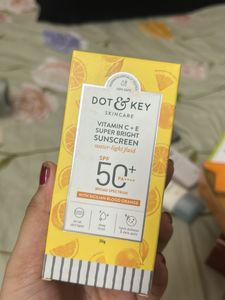 DOT & KEY
SKINCARE
VITAMIN C + E
SUPER BRIGHT
SUNSCREEN
water-light fluid
SPF
50+
PA++++
BROAD SPECTRUM
WITH SICILIAN BLOOD ORANGE